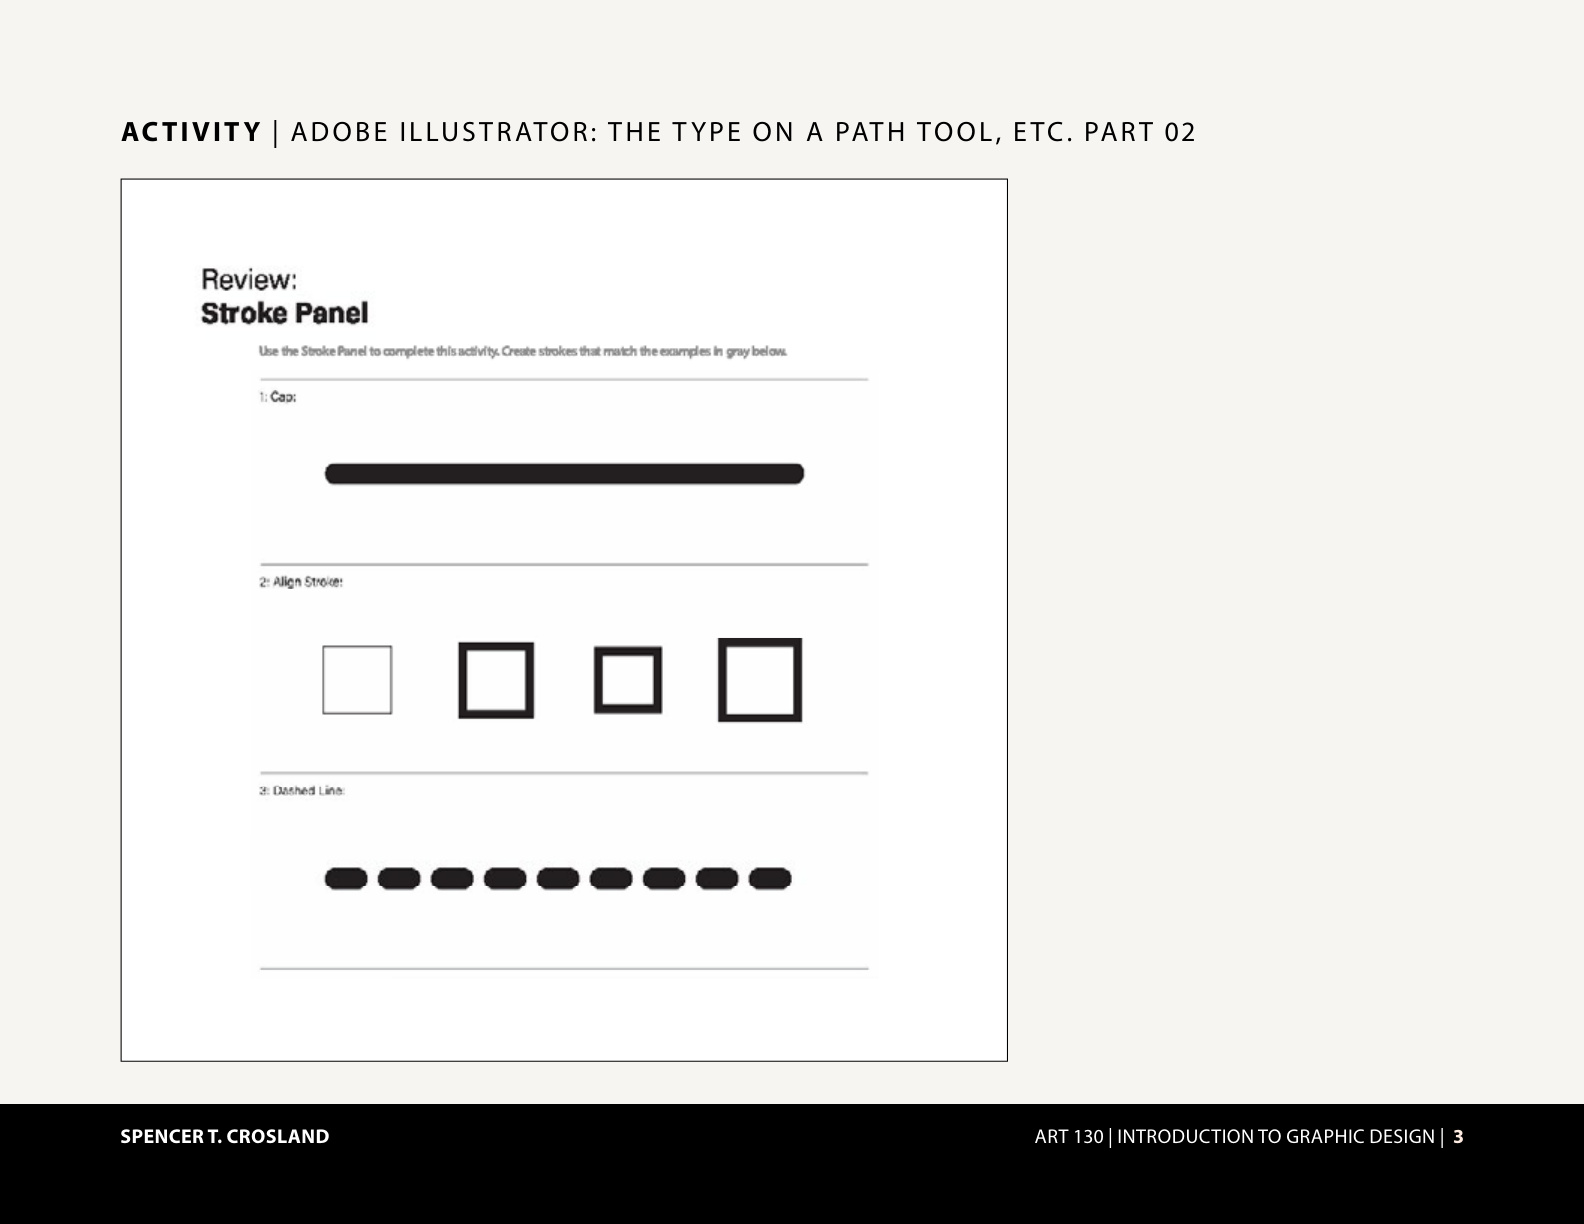 ACTIVITY | ADOBE ILLUSTRATOR: THE TYPE ON A PATH TOOL, ETC. PART 02
Review:
Stroke Panel
Use the Stroke Panel to complete this activity. Create strokes that match the examples in gray below.
1: Cap:
2: Align Stroke:
3: Dashed Line:
SPENCER T. CROSLAND
ART 130 | INTRODUCTION TO GRAPHIC DESIGN | 3